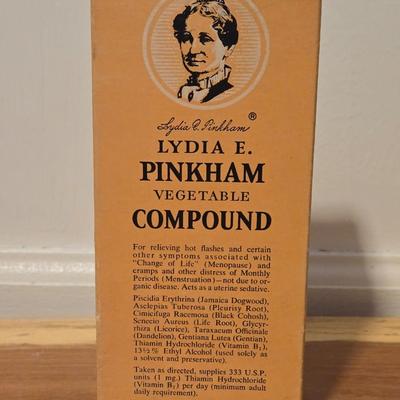 Lydia E. Pinkham ®
LYDIA E.
PINKHAM
VEGETABLE
COMPOUND
For relieving hot flashes and certain
other symptoms associated with
"Change of Life" (Menopause) and
cramps and other distress of Monthly
Periods (Menstruation)—not due to or-
ganic disease. Acts as a uterine sedative.
Piscidia Erythrina (Jamaica Dogwood),
Asclepias Tuberosa (Pleurisy Root),
Cimicifuga Racemosa (Black Cohosh),
Senecio Aureus (Life Root), Glycyr-
rhiza (Licorice), Taraxacum Officinale
(Dandelion), Gentiana Lutea (Gentian),
Thiamin Hydrochloride (Vitamin B₁),
13½% Ethyl Alcohol (used solely as
a solvent and preservative).
Taken as directed, supplies 333 U.S.P.
units (1 mg.) Thiamin Hydrochloride
(Vitamin B₁) per day (minimum adult
daily requirement).